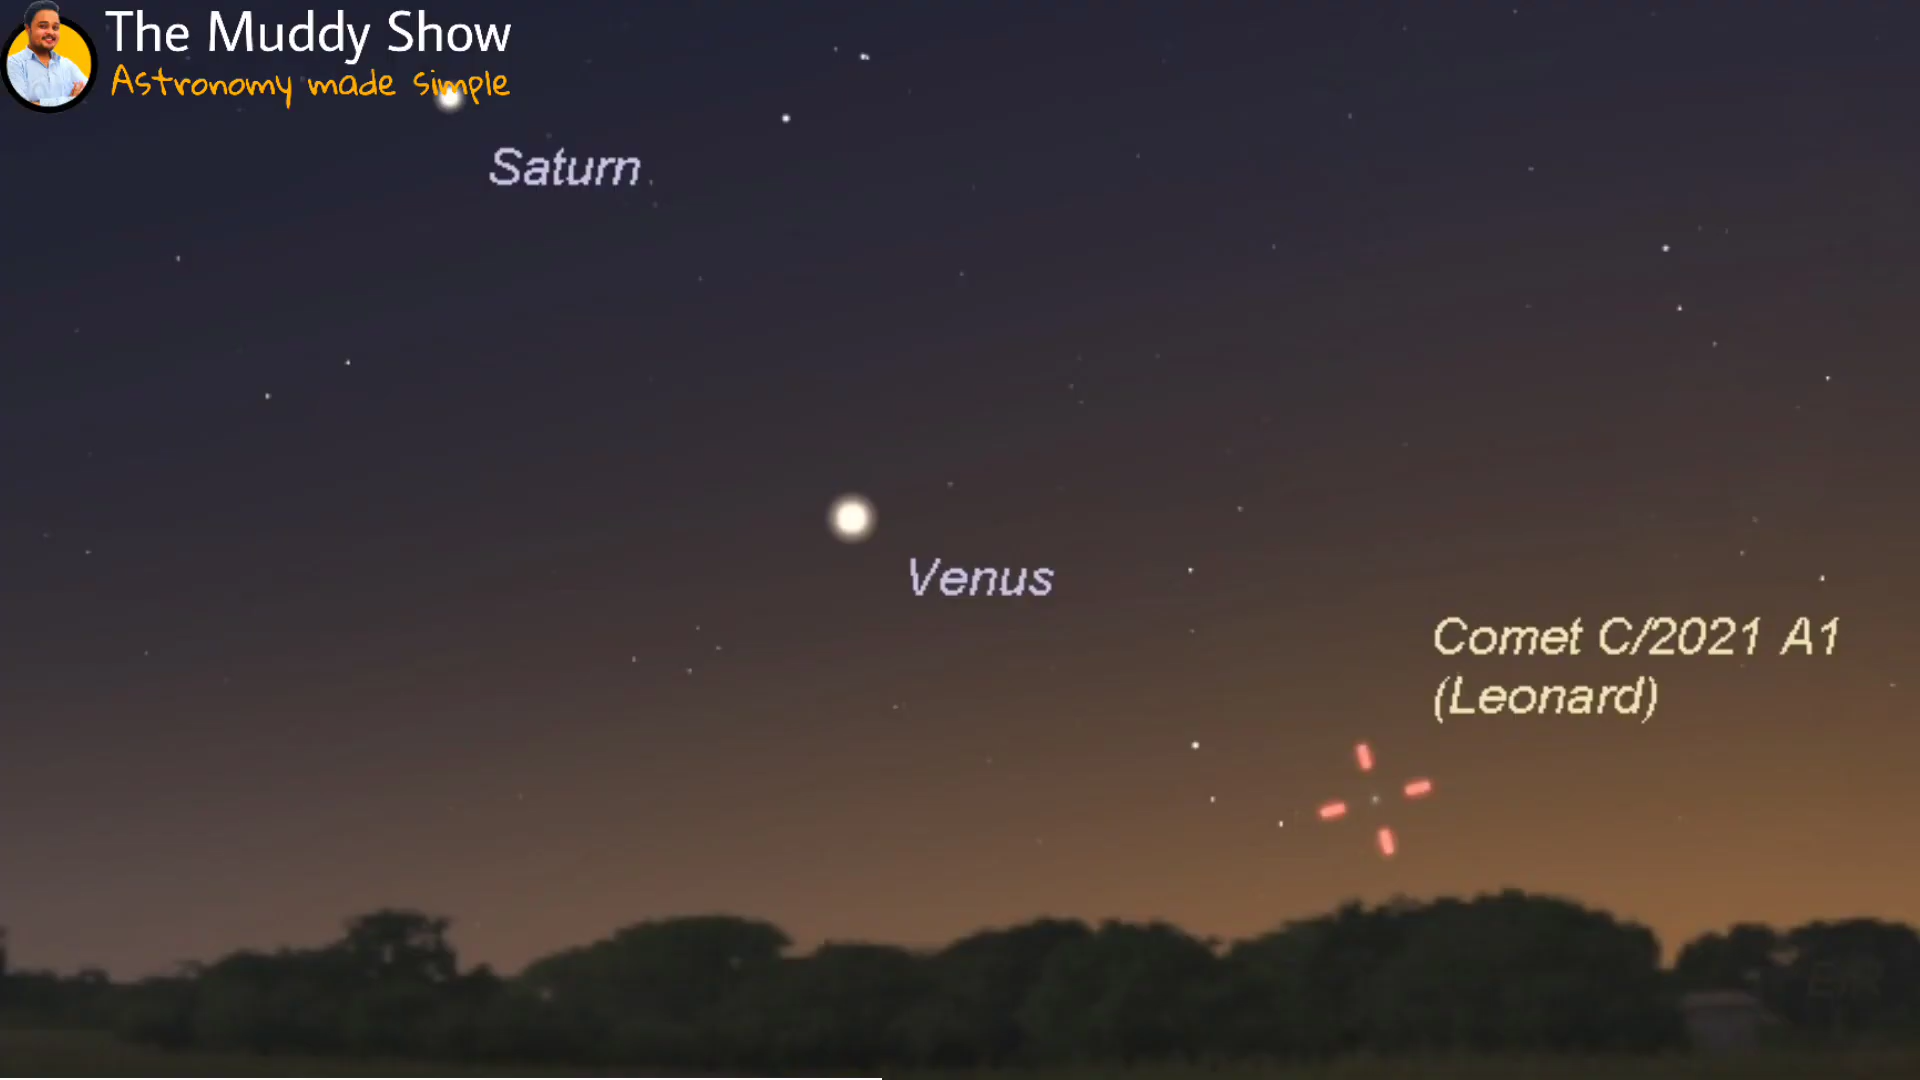 The Muddy Show
Astronomy made simple
Saturn
Venus
Comet C/2021 A1
(Leonard)